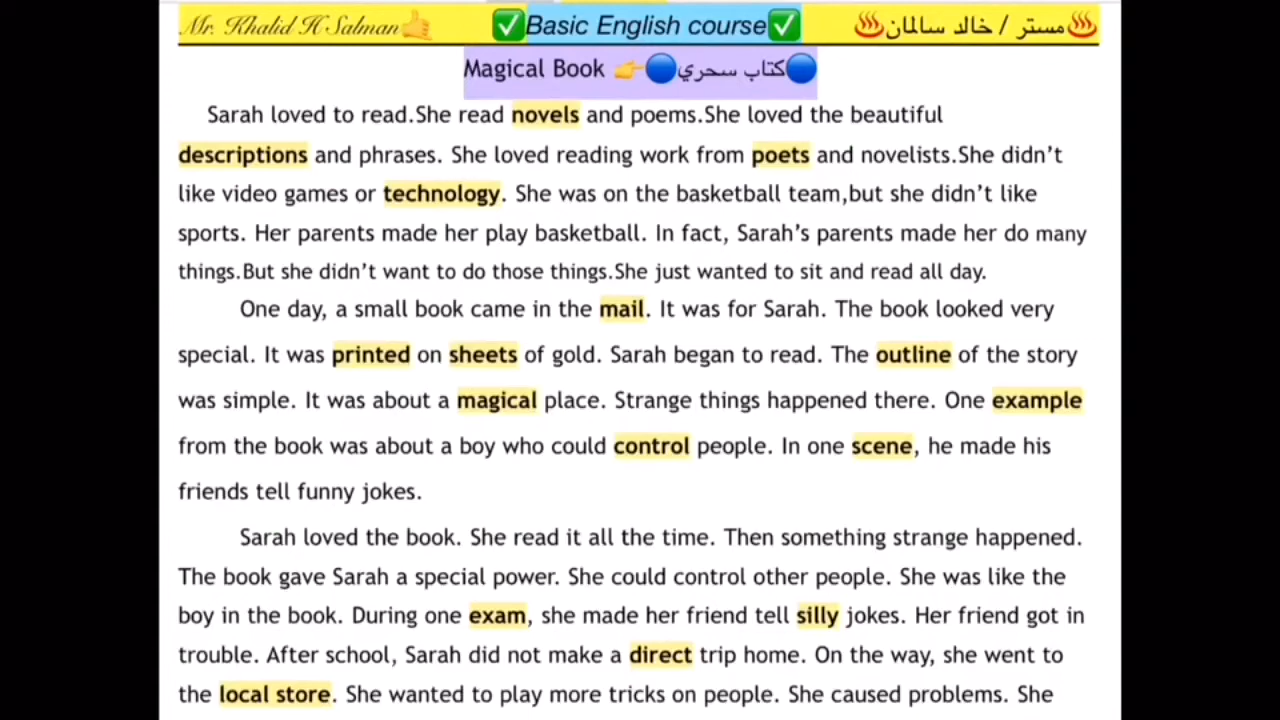 Mr. Khalid H Salman🤙 ✅Basic English course✅ ♨️مستر / خالد سالمان♨️
Magical Book 👉🔵كتاب سحري🔵
Sarah loved to read.She read novels and poems.She loved the beautiful
descriptions and phrases. She loved reading work from poets and novelists.She didn’t
like video games or technology. She was on the basketball team,but she didn’t like
sports. Her parents made her play basketball. In fact, Sarah’s parents made her do many
things.But she didn’t want to do those things.She just wanted to sit and read all day.
One day, a small book came in the mail. It was for Sarah. The book looked very
special. It was printed on sheets of gold. Sarah began to read. The outline of the story
was simple. It was about a magical place. Strange things happened there. One example
from the book was about a boy who could control people. In one scene, he made his
friends tell funny jokes.
Sarah loved the book. She read it all the time. Then something strange happened.
The book gave Sarah a special power. She could control other people. She was like the
boy in the book. During one exam, she made her friend tell silly jokes. Her friend got in
trouble. After school, Sarah did not make a direct trip home. On the way, she went to
the local store. She wanted to play more tricks on people. She caused problems. She